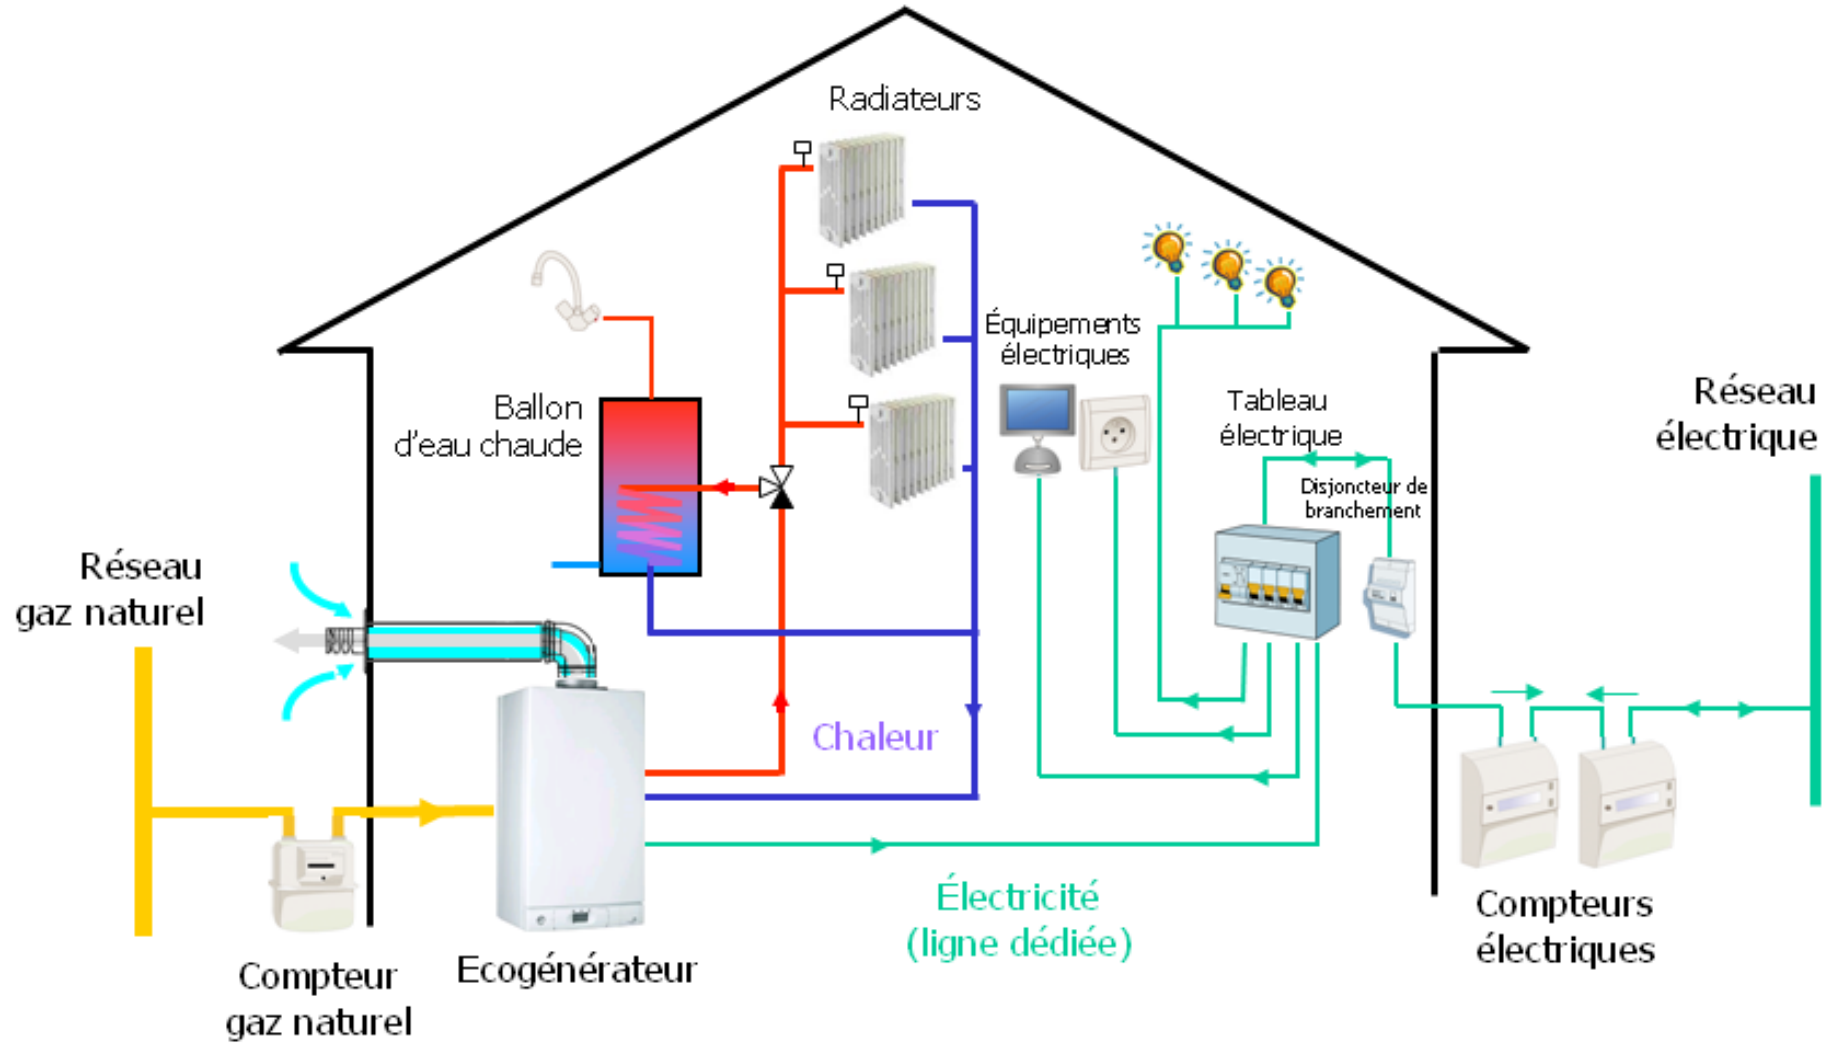 Radiateurs
Équipements
électriques
Tableau
électrique
Réseau
électrique
Ballon
d'eau chaude
Disjoncteur de
branchement
Réseau
gaz naturel
Chaleur
Électricité
(ligne dédiée)
Compteurs
électriques
Ecogénérateur
Compteur
gaz naturel